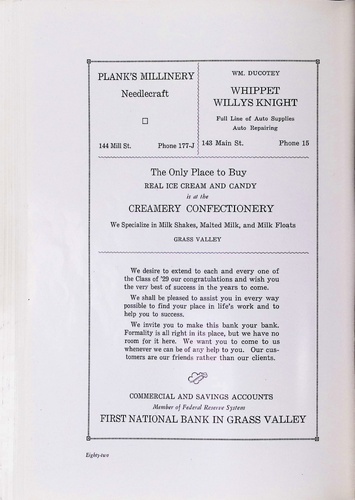 PLANK'S MILLINERY
Needlecraft
144 Mill St. Phone 177-J
WM. DUCOTEY
WHIPPET
WILLYS KNIGHT
Full Line of Auto Supplies
Auto Repairing
143 Main St. Phone 15
The Only Place to Buy
REAL ICE CREAM AND CANDY
is at the
CREAMERY CONFECTIONERY
We Specialize in Milk Shakes, Malted Milk, and Milk Floats
GRASS VALLEY
We desire to extend to each and every one of
the Class of '29 our congratulations and wish you
the very best of success in the years to come.
We shall be pleased to assist you in every way
possible to find your place in life's work and to
help you to success.
We invite you to make this bank your bank.
Formality is all right in its place, but we have no
room for it here. We want you to come to us
whenever we can be of any help to you. Our cus-
tomers are our friends rather than our clients.
COMMERCIAL AND SAVINGS ACCOUNTS
Member of Federal Reserve System
FIRST NATIONAL BANK IN GRASS VALLEY
Eighty-two